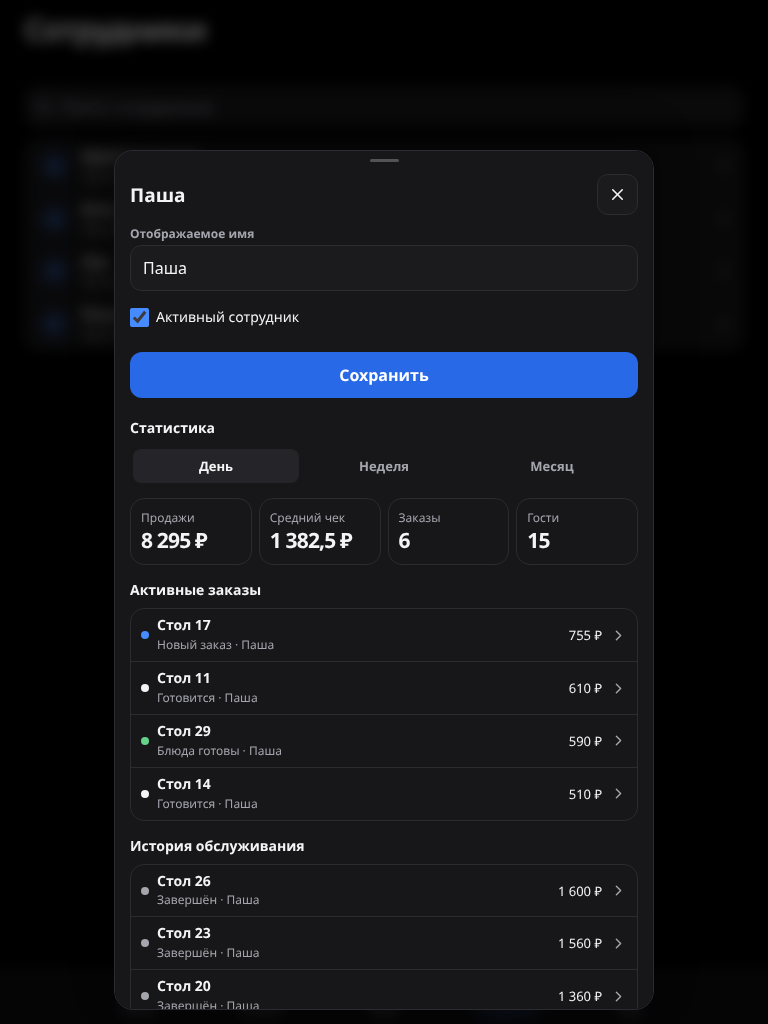 Сотрудники
Паша
Отображаемое имя
Паша
Активный сотрудник
Сохранить
Статистика
День
Неделя
Месяц
Продажи
8 295 ₽
Средний чек
1 382,5 ₽
Заказы
6
Гости
15
Активные заказы
Стол 17
Новый заказ · Паша
755 ₽
Стол 11
Готовится · Паша
610 ₽
Стол 29
Блюда готовы · Паша
590 ₽
Стол 14
Готовится · Паша
510 ₽
История обслуживания
Стол 26
Завершён · Паша
1 600 ₽
Стол 23
Завершён · Паша
1 560 ₽
Стол 20
Завершён · Паша
1 360 ₽